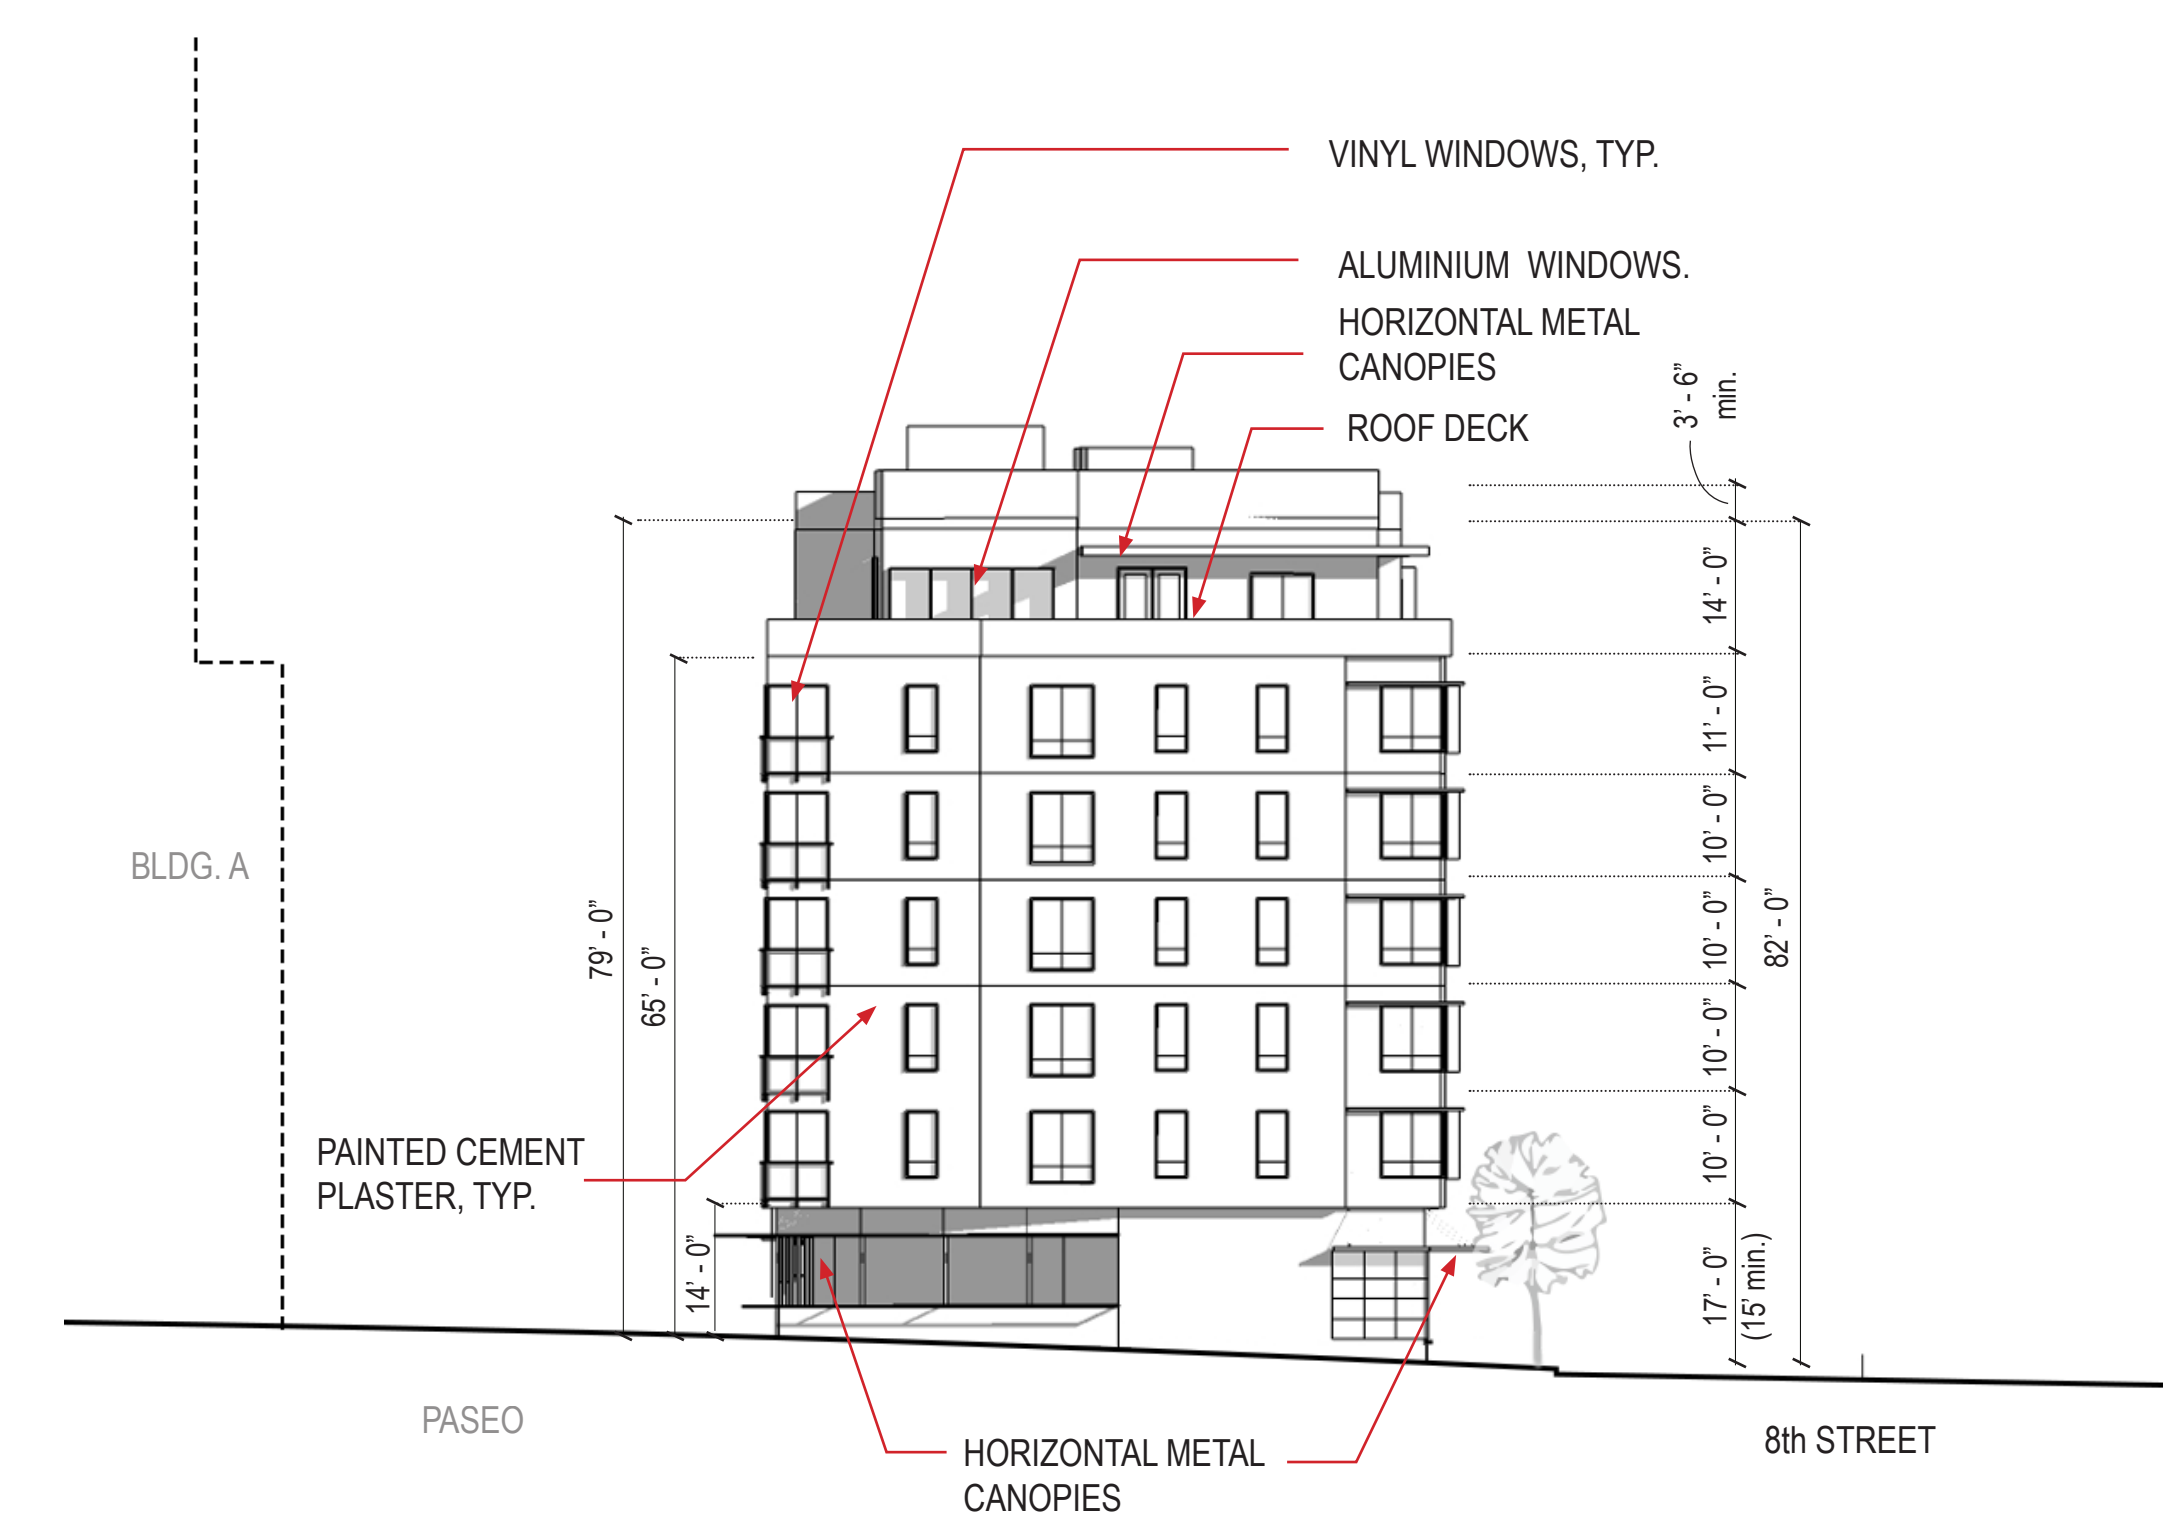 VINYL WINDOWS, TYP.
ALUMINIUM WINDOWS.
HORIZONTAL METAL
CANOPIES
ROOF DECK
3' - 6"
min.
14' - 0"
11' - 0"
10' - 0"
10' - 0"
10' - 0"
10' - 0"
17' - 0"
(15' min.)
82' - 0"
79' - 0"
65' - 0"
14' - 0"
BLDG. A
PAINTED CEMENT
PLASTER, TYP.
PASEO
HORIZONTAL METAL
CANOPIES
8th STREET